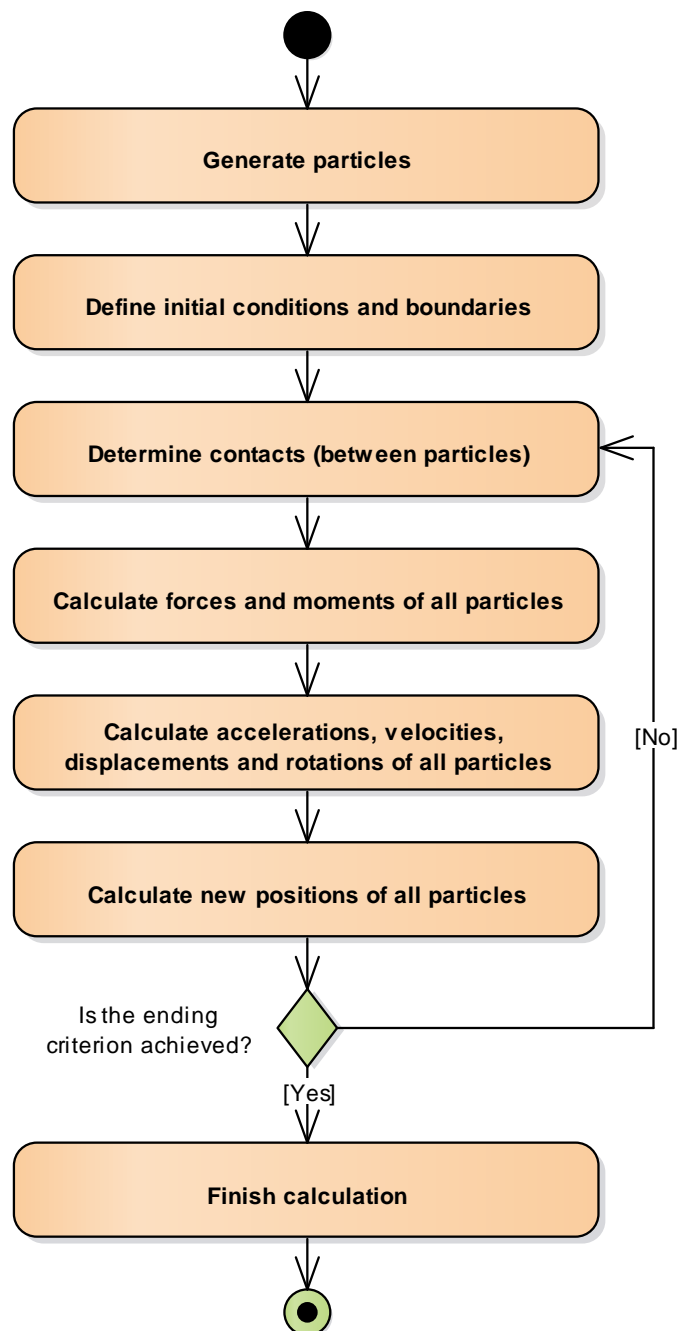 Generate particles
Define initial conditions and boundaries
Determine contacts (between particles)
Calculate forces and moments of all particles
Calculate accelerations, velocities,
displacements and rotations of all particles
[No]
Calculate new positions of all particles
Is the ending
criterion achieved?
[Yes]
Finish calculation